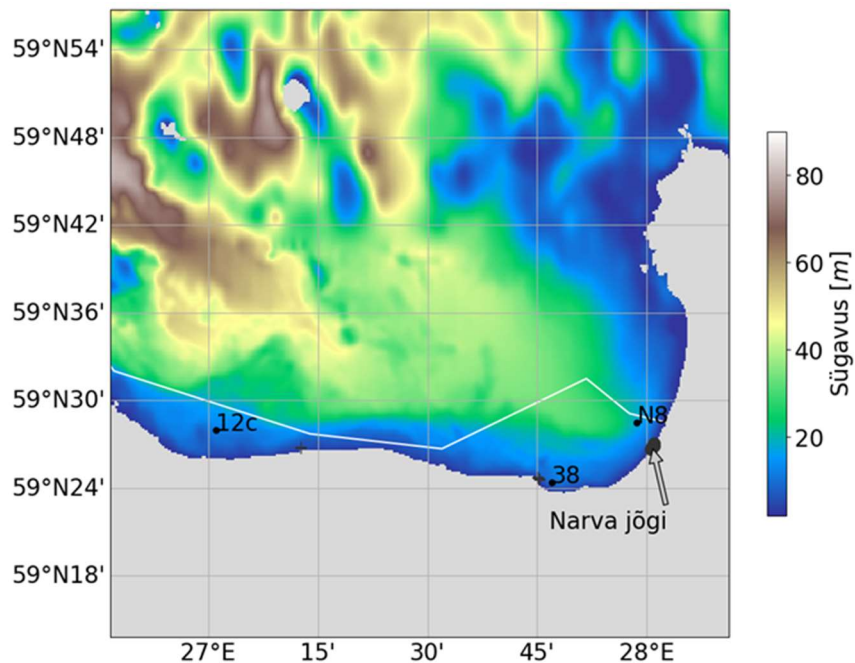 59°N54'
59°N48'
59°N42'
59°N36'
59°N30'
59°N24'
59°N18'
27°E
15'
30'
45'
28°E
12c
N8
38
Narva jõgi
80
60
40
20
Sügavus [m]